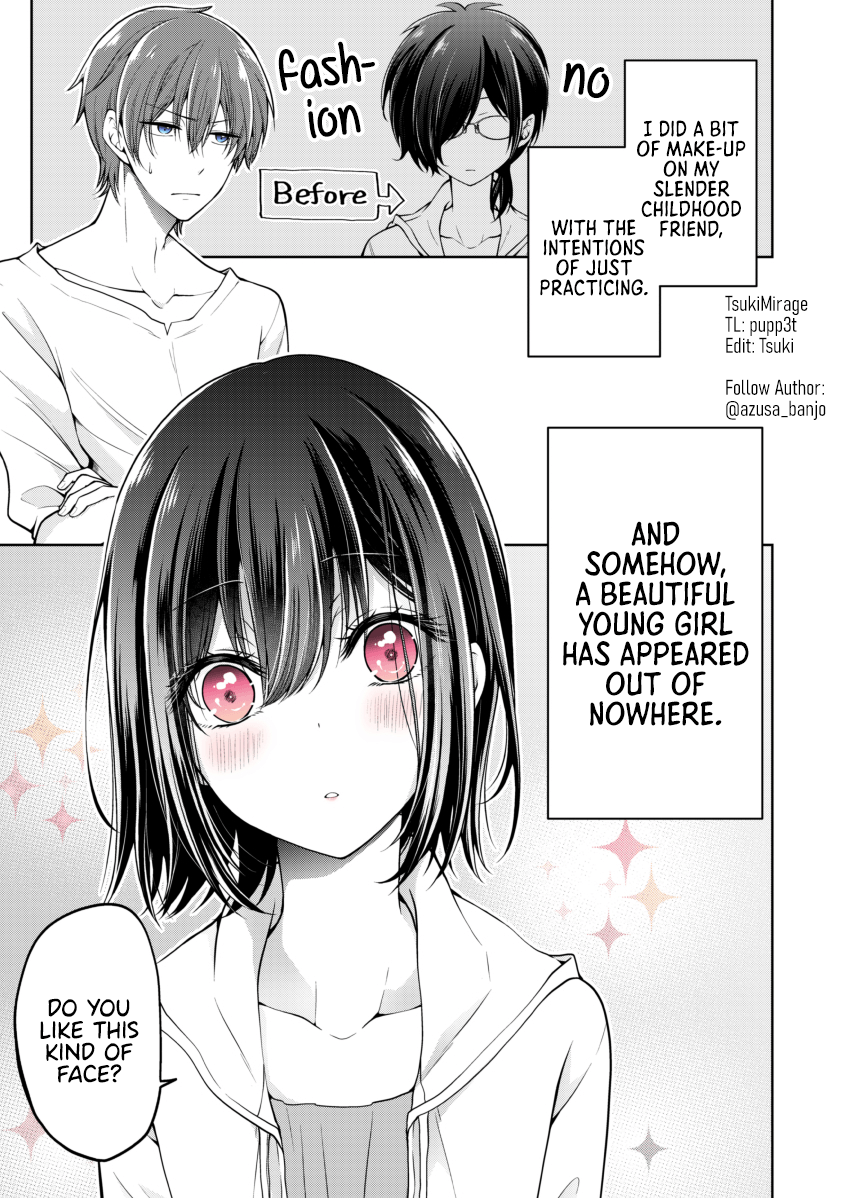 no
fash-
ion
Before
I DID A BIT
OF MAKE-UP
ON MY
SLENDER
CHILDHOOD
FRIEND,
WITH THE
INTENTIONS
OF JUST
PRACTICING.
TsukiMirage
TL: pupp3t
Edit: Tsuki
Follow Author:
@azusa_banjo
AND
SOMEHOW,
A BEAUTIFUL
YOUNG GIRL
HAS APPEARED
OUT OF
NOWHERE.
DO YOU
LIKE THIS
KIND OF
FACE?